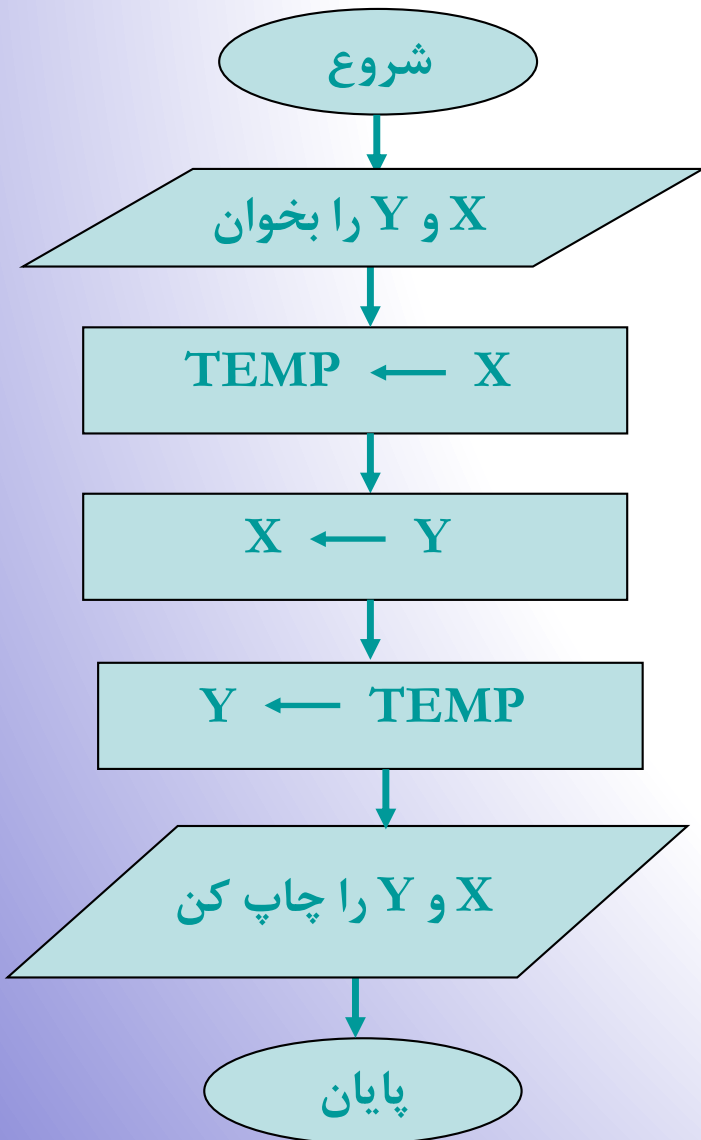 شروع
X و Y را بخوان
TEMP ← X
X ← Y
Y ← TEMP
X و Y را چاپ کن
پایان